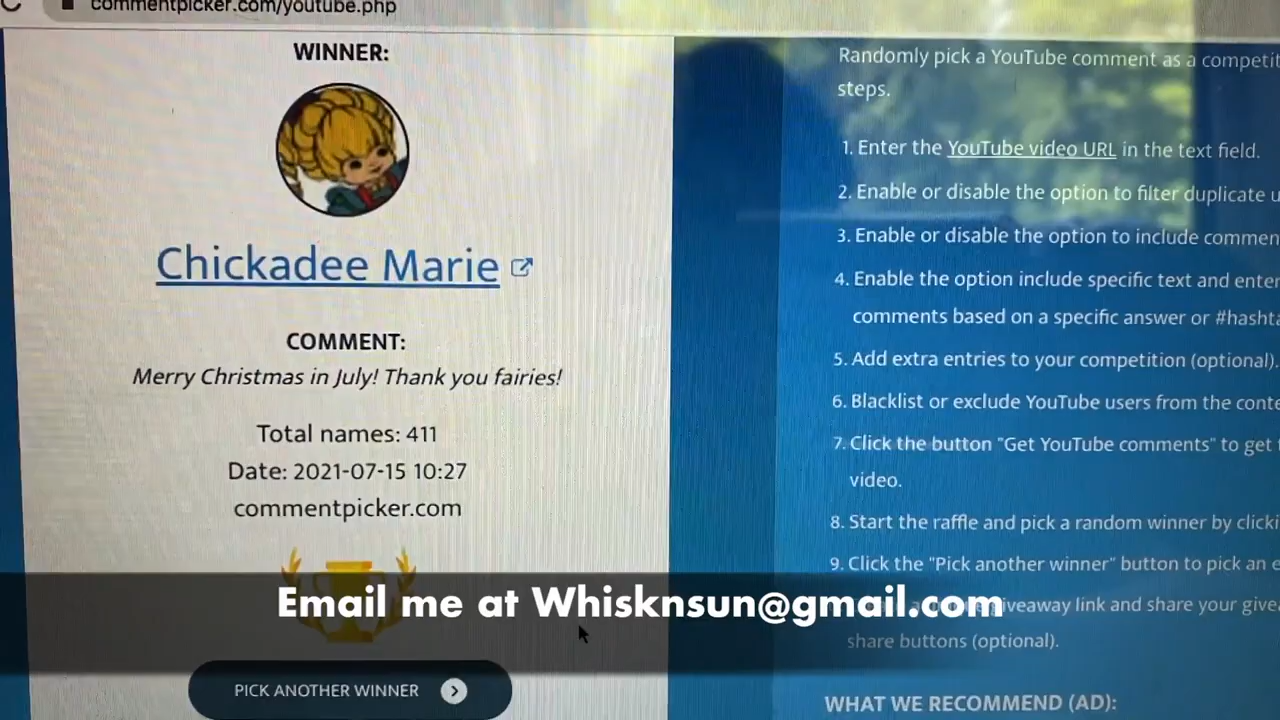 commentpicker.com/youtube.php
WINNER:
Chickadee Marie
COMMENT:
Merry Christmas in July! Thank you fairies!
Total names: 411
Date: 2021-07-15 10:27
commentpicker.com
PICK ANOTHER WINNER
Randomly pick a YouTube comment as a
steps.
1. Enter the YouTube video URL in the text field.
2. Enable or disable the option to filter duplicate
3. Enable or disable the option to include
4. Enable the option include specific text and enter
comments based on a specific answer or
5. Add extra entries to your competition (optional).
6. Blacklist or exclude YouTube users from the
7. Click the button "Get YouTube comments" to get
video.
8. Start the raffle and pick a random winner by
9. Click the "Pick another winner" button to pick an
link and share your
share buttons (optional).
WHAT WE RECOMMEND (AD):
Email me at Whisknsun@gmail.com